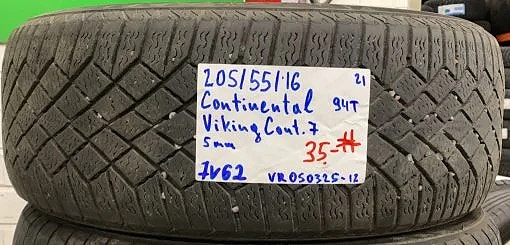 205/55/16 21
Continental 94T
Viking Cont.7
5mm 35.-#
7v62 VR050325-12